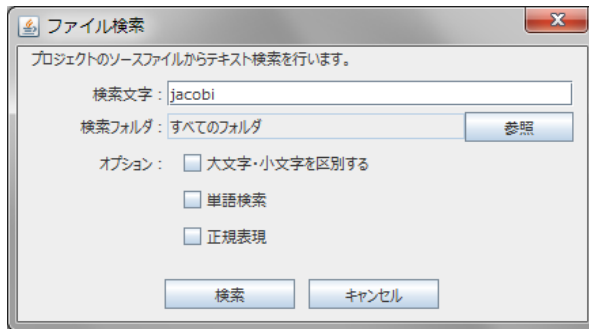 ファイル検索
プロジェクトのソースファイルからテキスト検索を行います。
検索文字 : jacobi
検索フォルダ : すべてのフォルダ 参照
オプション : 大文字・小文字を区別する
単語検索
正規表現
検索 キャンセル